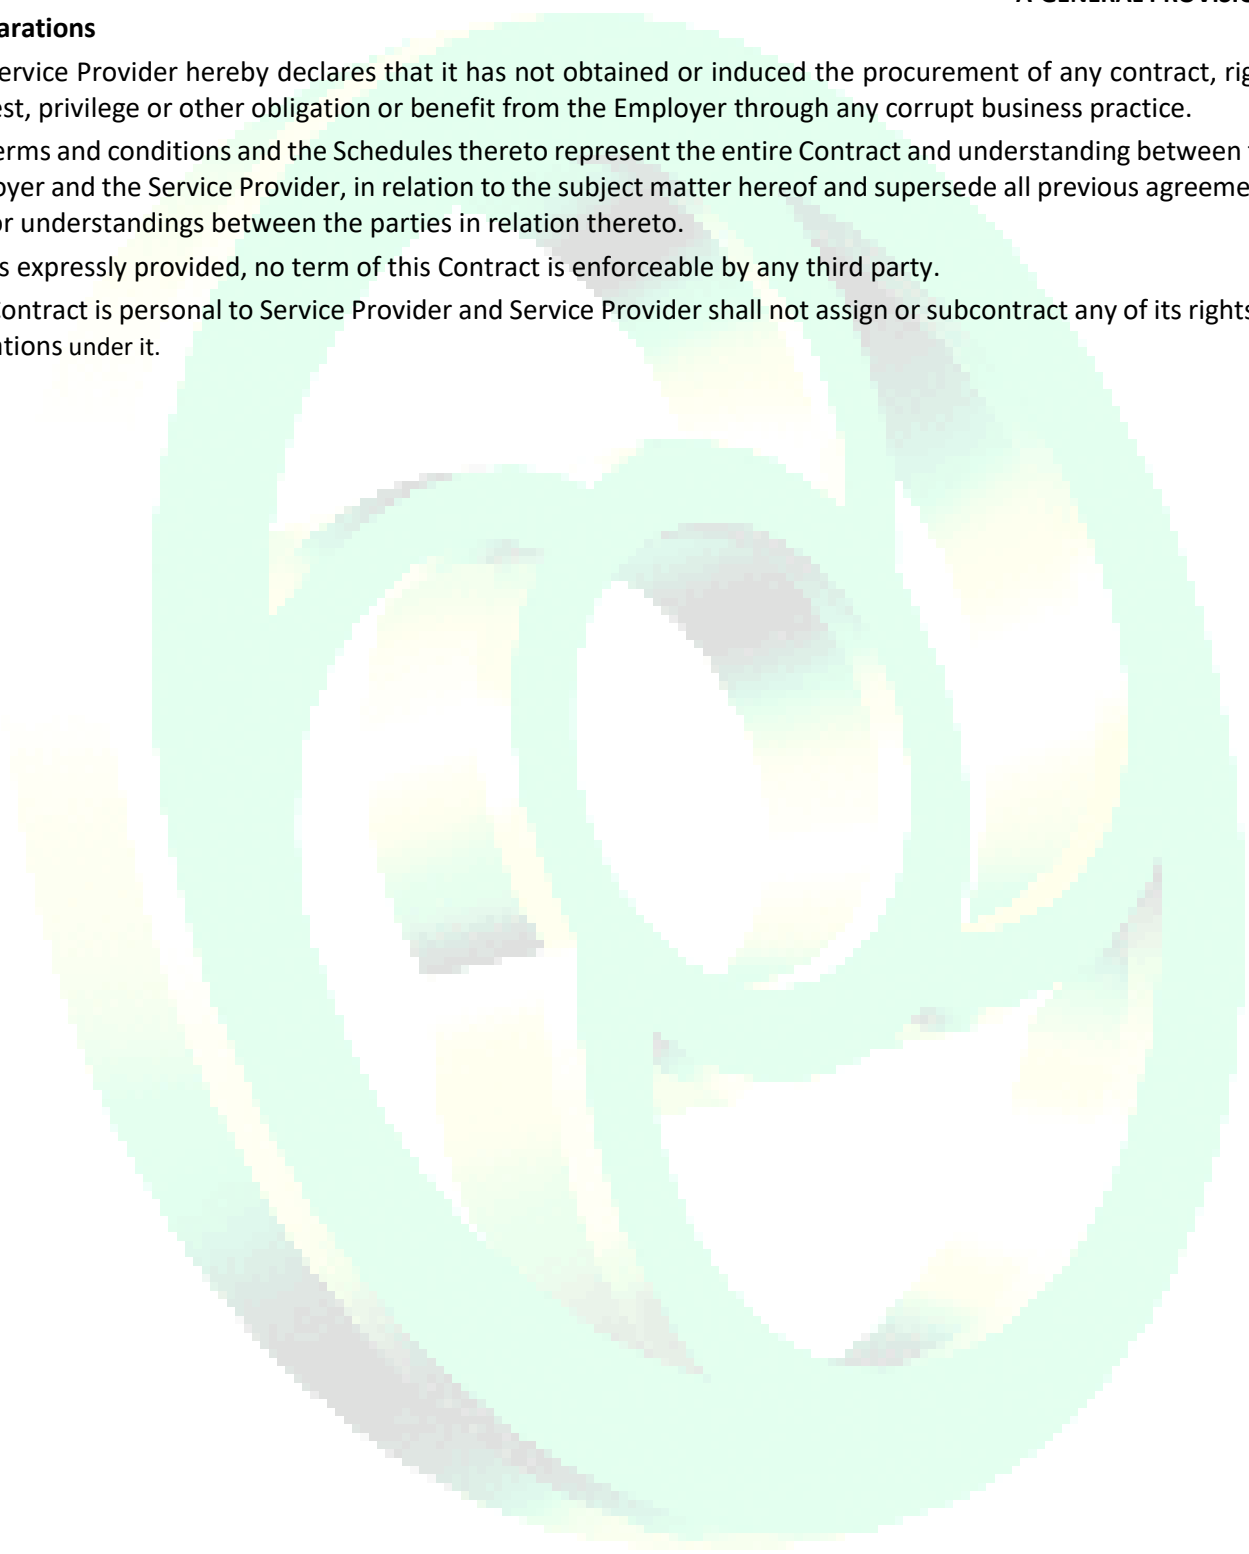 A GENERAL PROVISIO
arations
ervice Provider hereby declares that it has not obtained or induced the procurement of any contract, rig
est, privilege or other obligation or benefit from the Employer through any corrupt business practice.
erms and conditions and the Schedules thereto represent the entire Contract and understanding between t
oyer and the Service Provider, in relation to the subject matter hereof and supersede all previous agreeme
or understandings between the parties in relation thereto.
s expressly provided, no term of this Contract is enforceable by any third party.
Contract is personal to Service Provider and Service Provider shall not assign or subcontract any of its rights
ations under it.